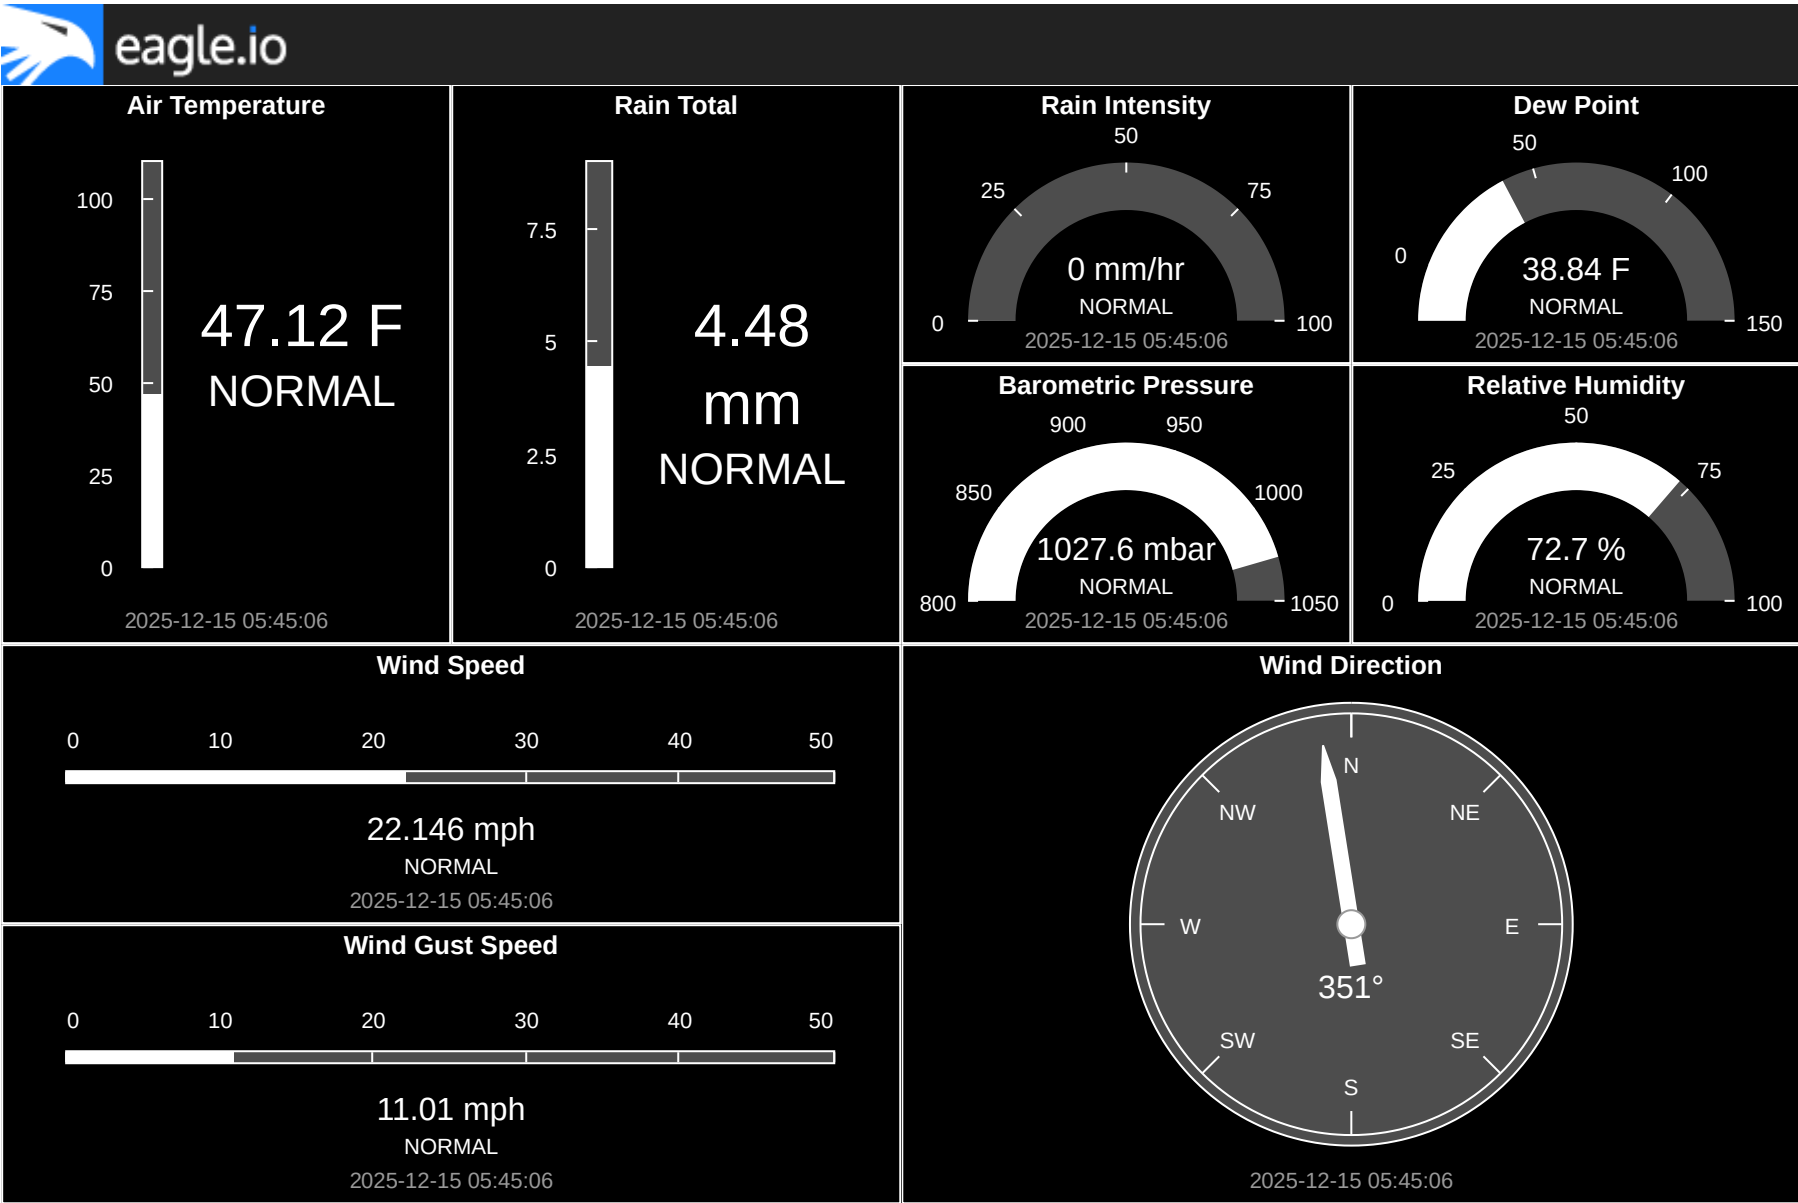 eagle.io
Air Temperature
100
75
50
25
0
47.12 F
NORMAL
2025-12-15 05:45:06
Rain Total
7.5
5
2.5
0
4.48
mm
NORMAL
2025-12-15 05:45:06
Rain Intensity
0
25
50
75
100
0 mm/hr
NORMAL
2025-12-15 05:45:06
Dew Point
0
50
100
150
38.84 F
NORMAL
2025-12-15 05:45:06
Barometric Pressure
800
850
900
950
1000
1050
1027.6 mbar
NORMAL
2025-12-15 05:45:06
Relative Humidity
0
25
50
75
100
72.7 %
NORMAL
2025-12-15 05:45:06
Wind Speed
0 10 20 30 40 50
22.146 mph
NORMAL
2025-12-15 05:45:06
Wind Gust Speed
0 10 20 30 40 50
11.01 mph
NORMAL
2025-12-15 05:45:06
Wind Direction
N
NE
E
SE
S
SW
W
NW
351°
2025-12-15 05:45:06